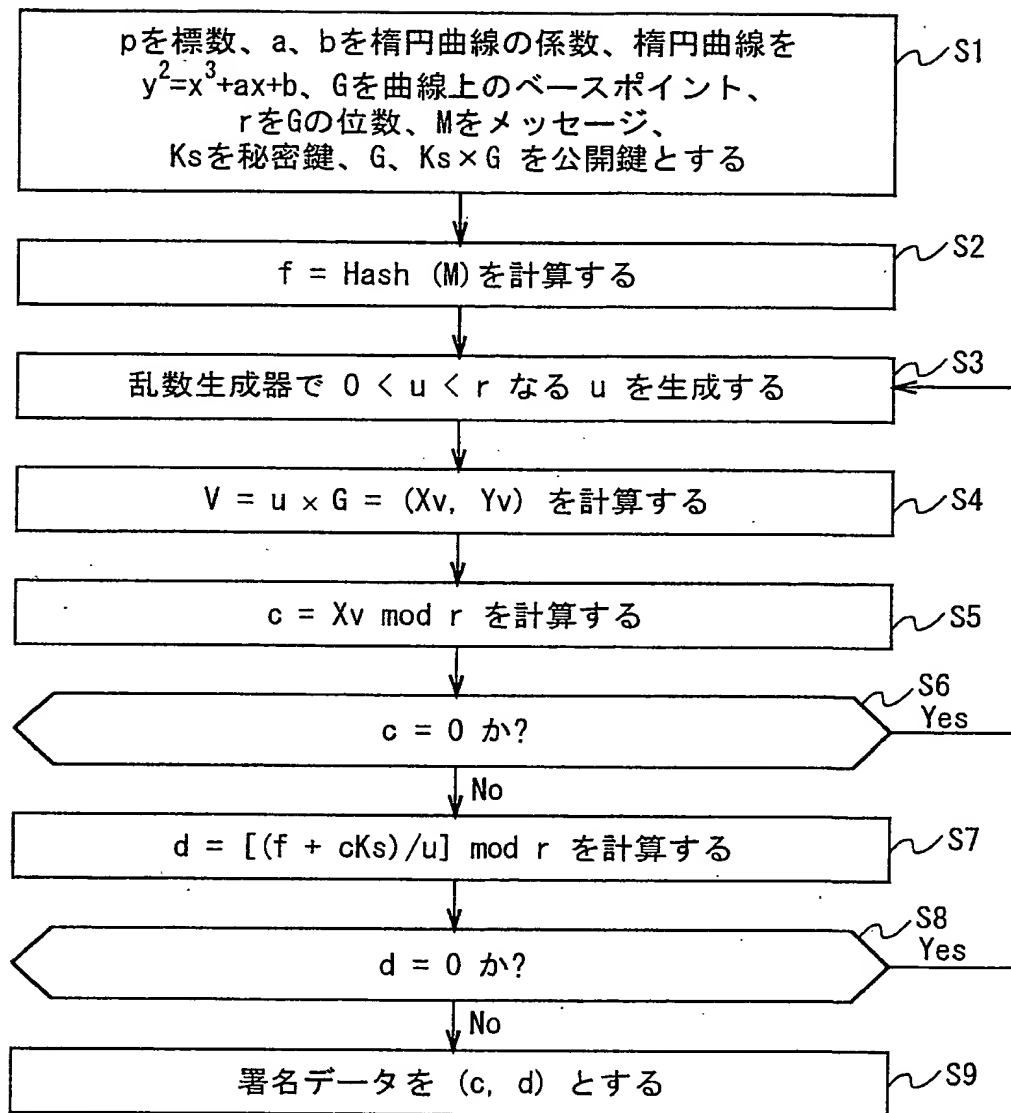 pを標数、a、bを楕円曲線の係数、楕円曲線を
y²=x³+ax+b、Gを曲線上のベースポイント、
rをGの位数、Mをメッセージ、
Ksを秘密鍵、G、Ks×G を公開鍵とする
S1
f = Hash (M)を計算する
S2
乱数生成器で 0 < u < r なる u を生成する
S3
V = u × G = (Xv, Yv) を計算する
S4
c = Xv mod r を計算する
S5
c = 0 か?
S6
Yes
No
d = [(f + cKs)/u] mod r を計算する
S7
d = 0 か?
S8
Yes
No
署名データを (c, d) とする
S9